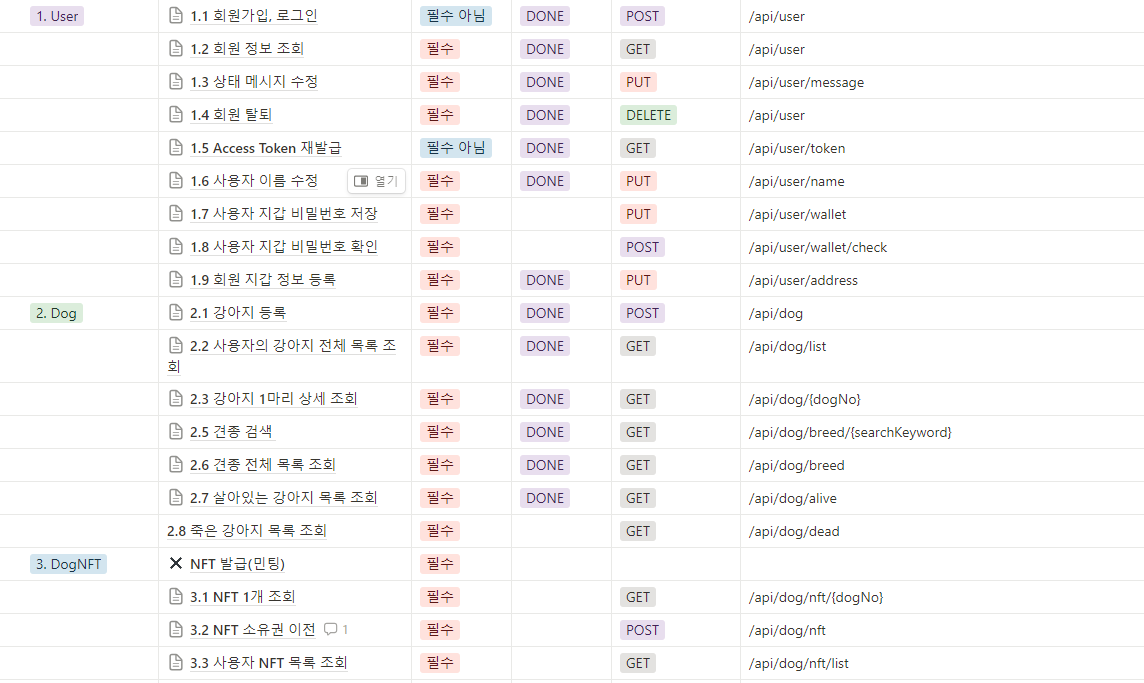 1. User 1.1 회원가입, 로그인 필수 아님 DONE POST /api/user
1.2 회원 정보 조회 필수 DONE GET /api/user
1.3 상태 메시지 수정 필수 DONE PUT /api/user/message
1.4 회원 탈퇴 필수 DONE DELETE /api/user
1.5 Access Token 재발급 필수 아님 DONE GET /api/user/token
1.6 사용자 이름 수정 열기 필수 DONE PUT /api/user/name
1.7 사용자 지갑 비밀번호 저장 필수 PUT /api/user/wallet
1.8 사용자 지갑 비밀번호 확인 필수 POST /api/user/wallet/check
1.9 회원 지갑 정보 등록 필수 DONE PUT /api/user/address
2. Dog 2.1 강아지 등록 필수 DONE POST /api/dog
2.2 사용자의 강아지 전체 목록 조 필수 DONE GET /api/dog/list
회
2.3 강아지 1마리 상세 조회 필수 DONE GET /api/dog/{dogNo}
2.5 견종 검색 필수 DONE GET /api/dog/breed/{searchKeyword}
2.6 견종 전체 목록 조회 필수 DONE GET /api/dog/breed
2.7 살아있는 강아지 목록 조회 필수 DONE GET /api/dog/alive
2.8 죽은 강아지 목록 조회 필수 GET /api/dog/dead
3. DogNFT NFT 발급(민팅) 필수
3.1 NFT 1개 조회 필수 GET /api/dog/nft/{dogNo}
3.2 NFT 소유권 이전 1 필수 POST /api/dog/nft
3.3 사용자 NFT 목록 조회 필수 GET /api/dog/nft/list